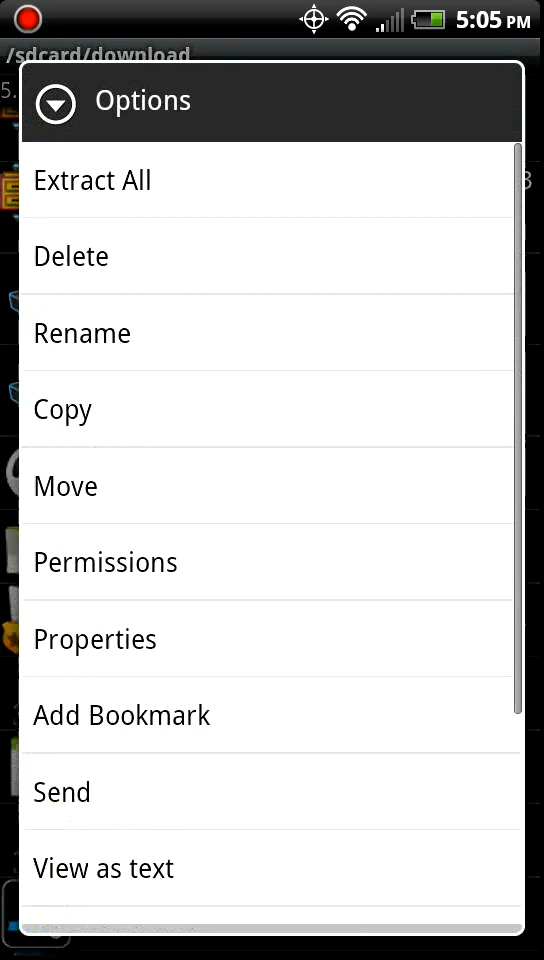 5:05 PM
/sdcard/download
Options
Extract All
Delete
Rename
Copy
Move
Permissions
Properties
Add Bookmark
Send
View as text